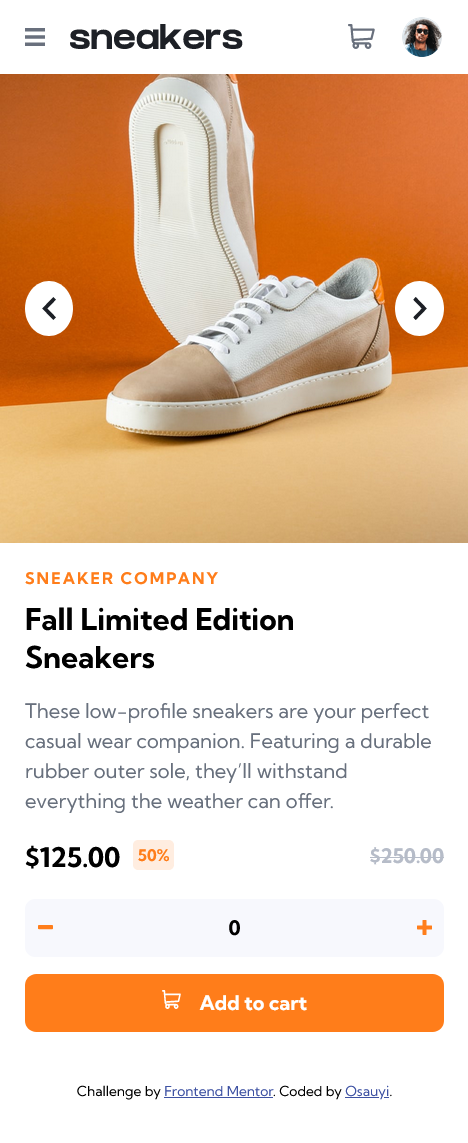 sneakers
SNEAKER COMPANY
Fall Limited Edition
Sneakers
These low-profile sneakers are your perfect
casual wear companion. Featuring a durable
rubber outer sole, they’ll withstand
everything the weather can offer.
$125.00 50% $250.00
0
Add to cart
Challenge by Frontend Mentor. Coded by Osauyi.